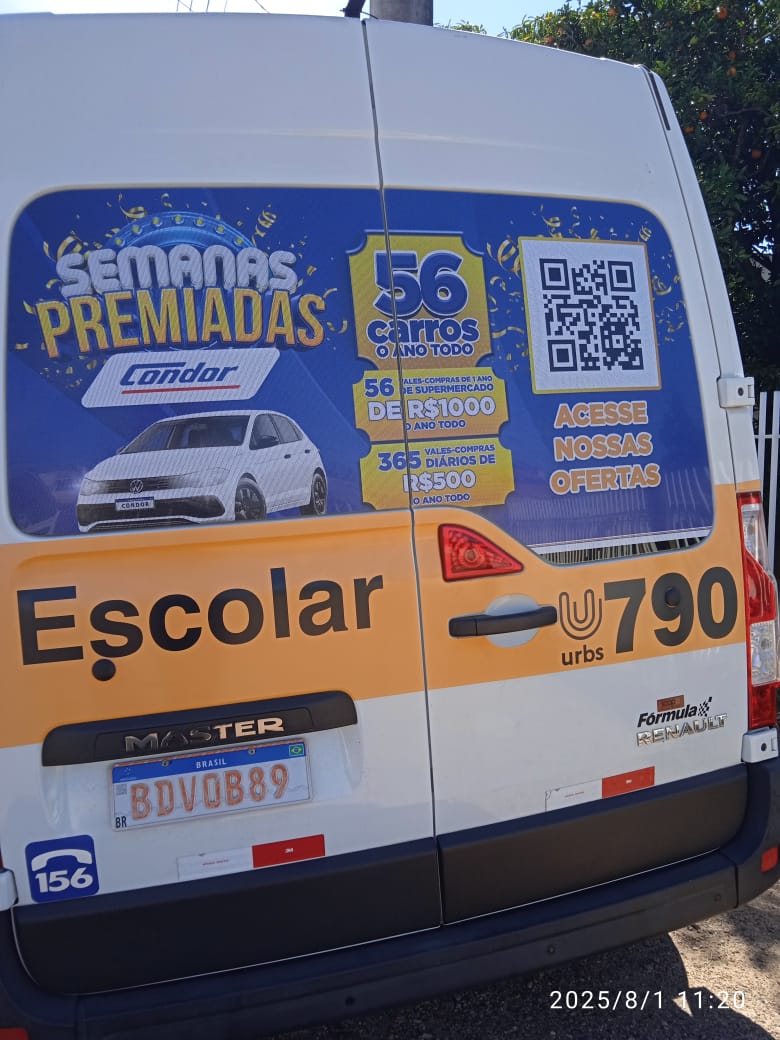 SEMANAS
PREMIADAS
Condor
CONDOR
56
carros
O ANO TODO
56 VALES-COMPRAS DE 1 ANO
DE SUPERMERCADO
DE R$1000
O ANO TODO
365 VALES-COMPRAS
DIÁRIOS DE
R$500
O ANO TODO
ACESSE
NOSSAS
OFERTAS
Escolar
urbs
790
MASTER
Fórmula
RENAULT
BRASIL
BDV0B89
BR
156
2025/8/1 11:20